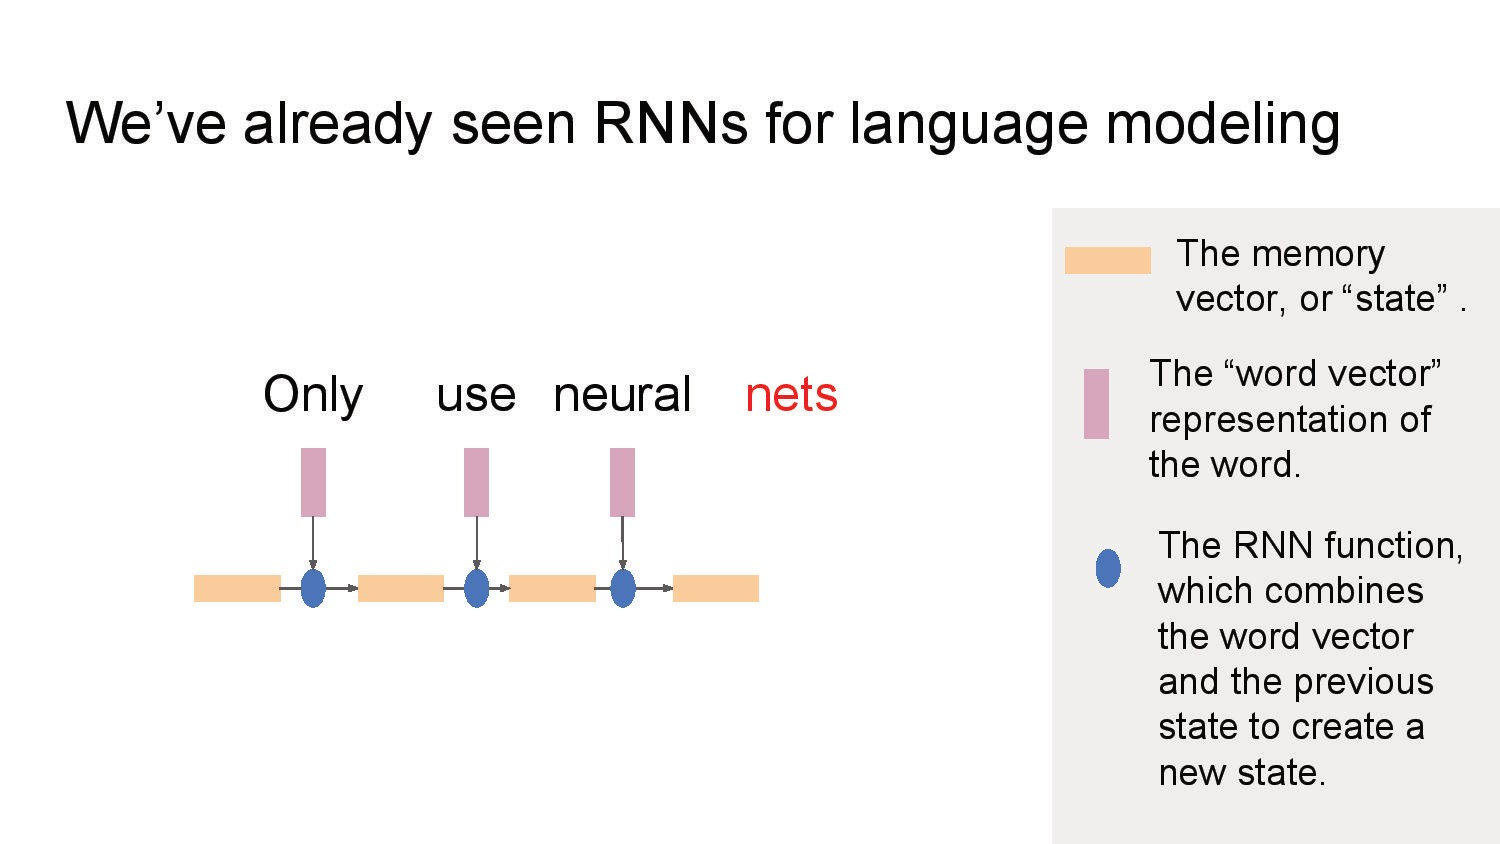 We’ve already seen RNNs for language modeling
Only use neural nets
The memory
vector, or “state” .
The “word vector”
representation of
the word.
The RNN function,
which combines
the word vector
and the previous
state to create a
new state.